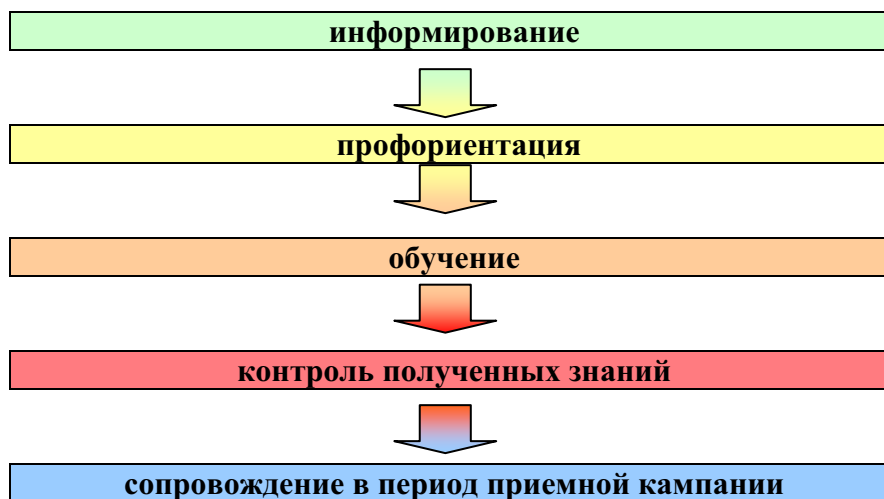 информирование
профориентация
обучение
контроль полученных знаний
сопровождение в период приемной кампании